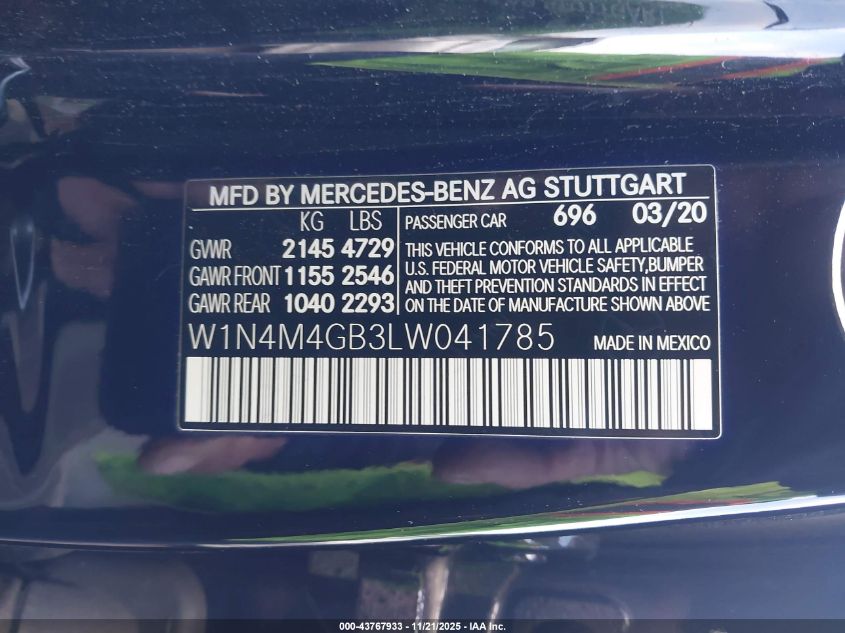 MFD BY MERCEDES-BENZ AG STUTTGART
KG LBS
GVWR 2145 4729
GAWR FRONT 1155 2546
GAWR REAR 1040 2293
PASSENGER CAR 696 03/20
THIS VEHICLE CONFORMS TO ALL APPLICABLE
U.S. FEDERAL MOTOR VEHICLE SAFETY,BUMPER
AND THEFT PREVENTION STANDARDS IN EFFECT
ON THE DATE OF MANUFACTURE SHOWN ABOVE
W1N4M4GB3LW041785 MADE IN MEXICO
000-43767933 - 11/21/2025 - IAA Inc.